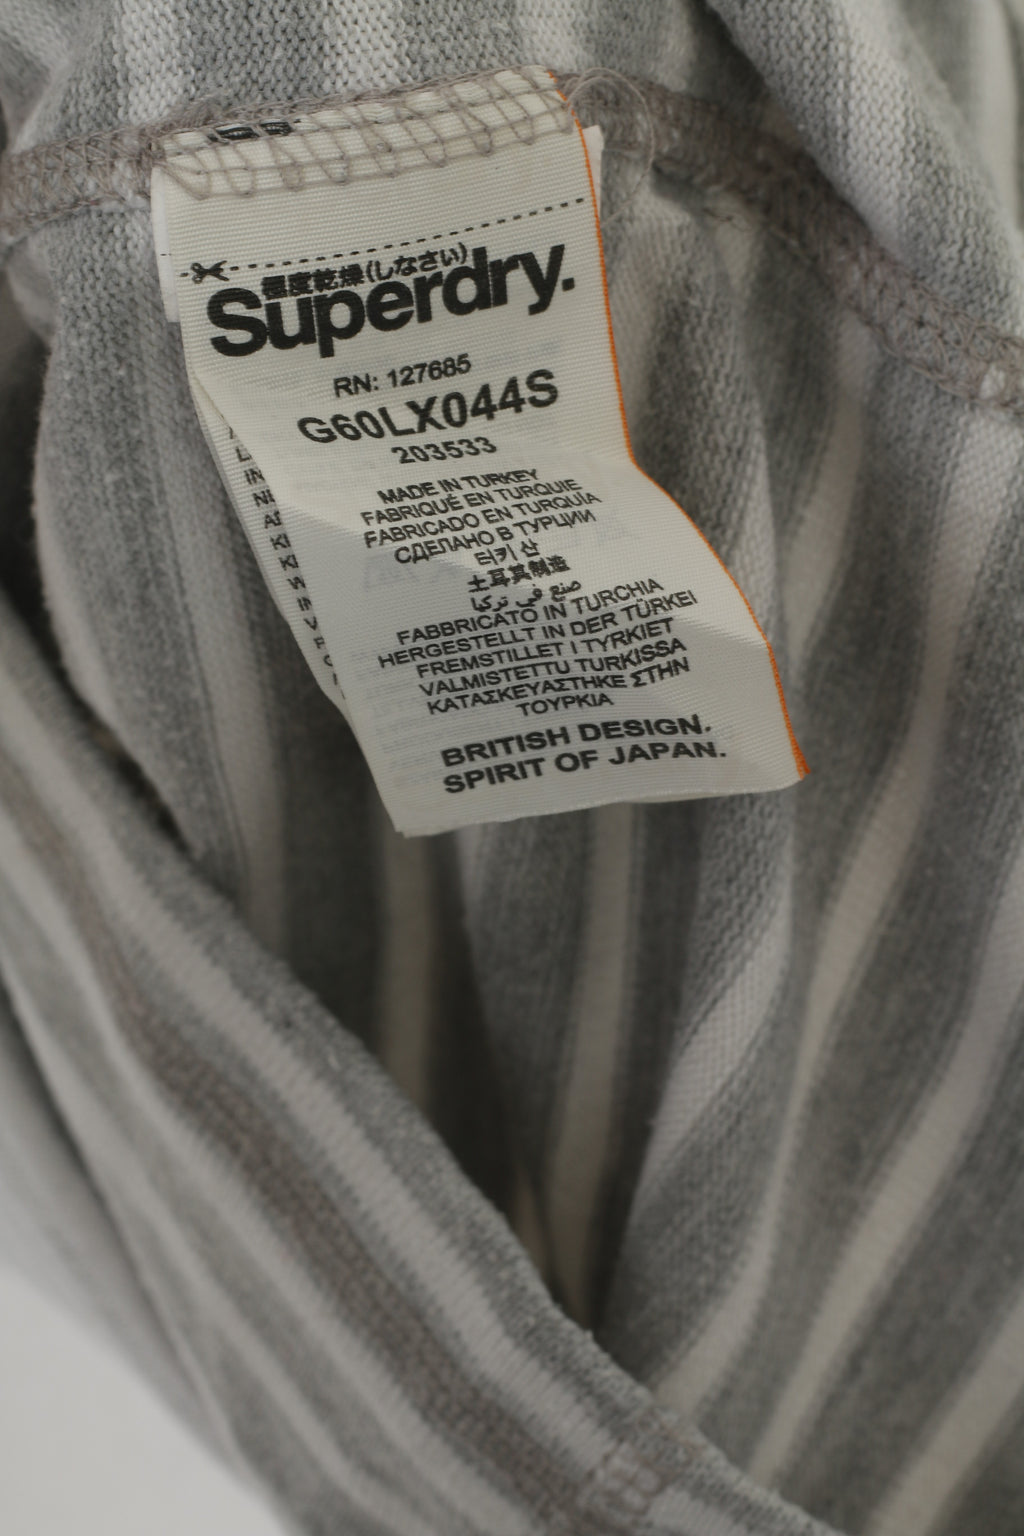 極度乾燥(しなさい)
Superdry.
RN: 127685
G60LX044S
203533
MADE IN TURKEY
FABRIQUÉ EN TURQUIE
FABRICADO EN TURQUÍA
СДЕЛАНО В ТУРЦИИ
터키 산
土耳其制造
صنع في تركيا
FABBRICATO IN TURCHIA
HERGESTELLT IN DER TÜRKEI
FREMSTILLET I TYRKIET
VALMISTETTU TURKISSA
ΚΑΤΑΣΚΕΥΑΣΤΗΚΕ ΣΤΗΝ
ΤΟΥΡΚΙΑ
BRITISH DESIGN.
SPIRIT OF JAPAN.